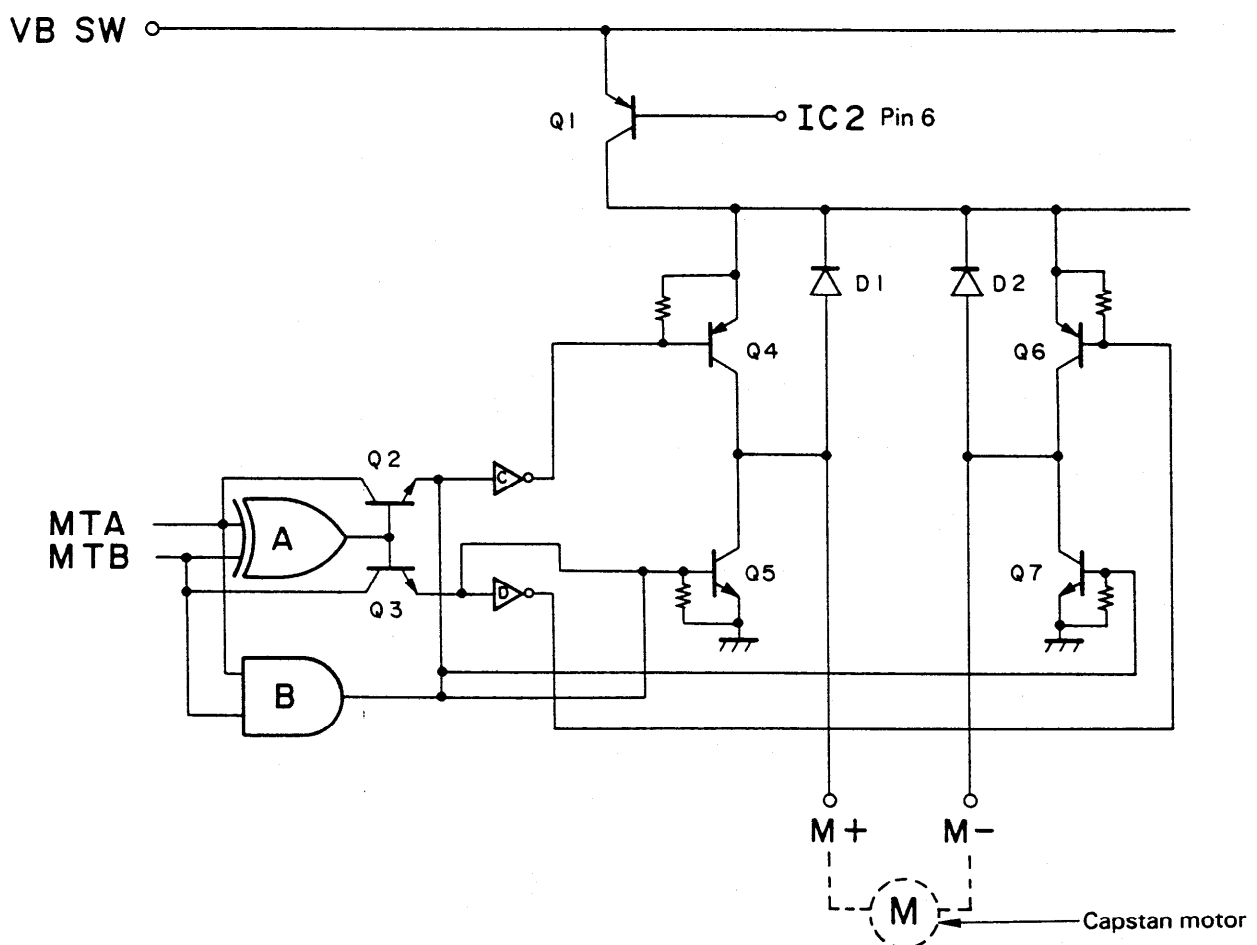 VB SW
Q1
IC2 Pin 6
D1
D2
Q4
Q6
Q2
C
MTA
MTB
A
Q3
D
Q5
Q7
B
M+
M-
M
Capstan motor